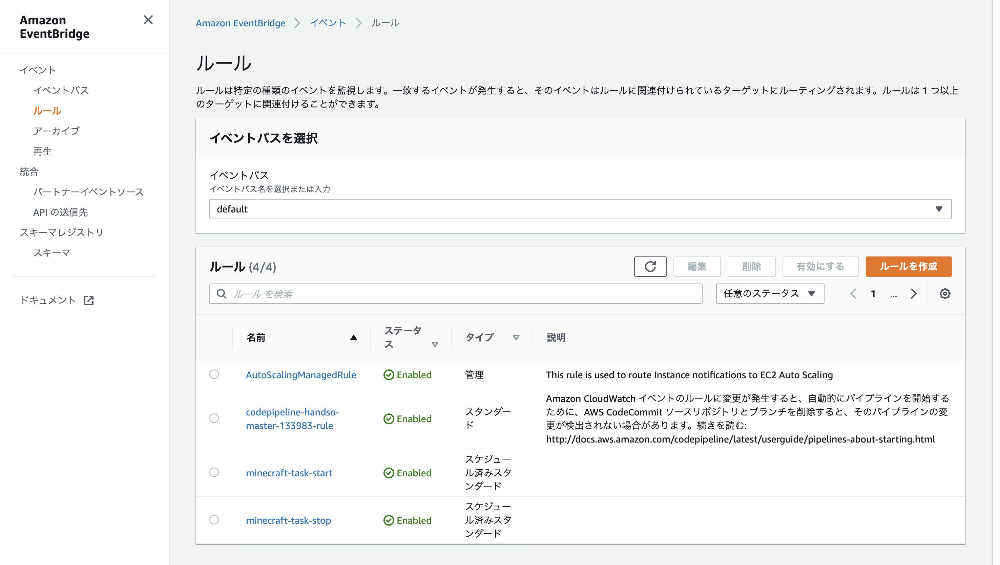 Amazon
EventBridge
イベント
イベントバス
ルール
アーカイブ
再生
統合
パートナーイベントソース
API の送信先
スキーマレジストリ
スキーマ
ドキュメント
Amazon EventBridge
イベント
ルール
ルール
ルールは特定の種類のイベントを監視します。一致するイベントが発生すると、そのイベントはルールに関連付けられているターゲットにルーティングされます。ルールは 1 つ以上
のターゲットに関連付けることができます。
イベントバスを選択
イベントバス
イベントバス名を選択または入力
default
ルール (4/4)
編集
削除
有効にする
ルールを作成
ルール を検索
任意のステータス
1
...
名前
ステータ
ス
タイプ
説明
AutoScalingManagedRule
Enabled
管理
This rule is used to route Instance notifications to EC2 Auto Scaling
codepipeline-handso-
master-133983-rule
Enabled
スタンダー
ド
Amazon CloudWatch イベントのルールに変更が発生すると、自動的にパイプラインを開始する
ために、AWS CodeCommit ソースリポジトリとブランチを削除すると、そのパイプラインの変
更が検出されない場合があります。続きを読む:
http://docs.aws.amazon.com/codepipeline/latest/userguide/pipelines-about-starting.html
minecraft-task-start
Enabled
スケジュー
ル済みスタ
ンダード
minecraft-task-stop
Enabled
スケジュー
ル済みスタ
ンダード